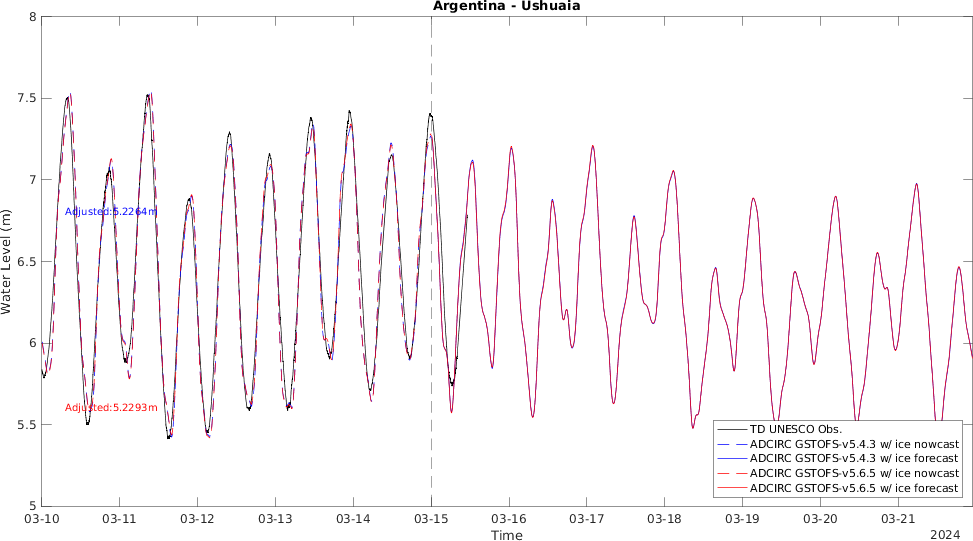 Argentina - Ushuaia
8
7.5
7
6.5
6
5.5
5
Water Level (m)
Adjusted:5.2264m
Adjusted:5.2293m
TD UNESCO Obs.
ADCIRC GSTOFS-v5.4.3 w/ ice nowcast
ADCIRC GSTOFS-v5.4.3 w/ ice forecast
ADCIRC GSTOFS-v5.6.5 w/ ice nowcast
ADCIRC GSTOFS-v5.6.5 w/ ice forecast
03-10 03-11 03-12 03-13 03-14 03-15 03-16 03-17 03-18 03-19 03-20 03-21
Time
2024